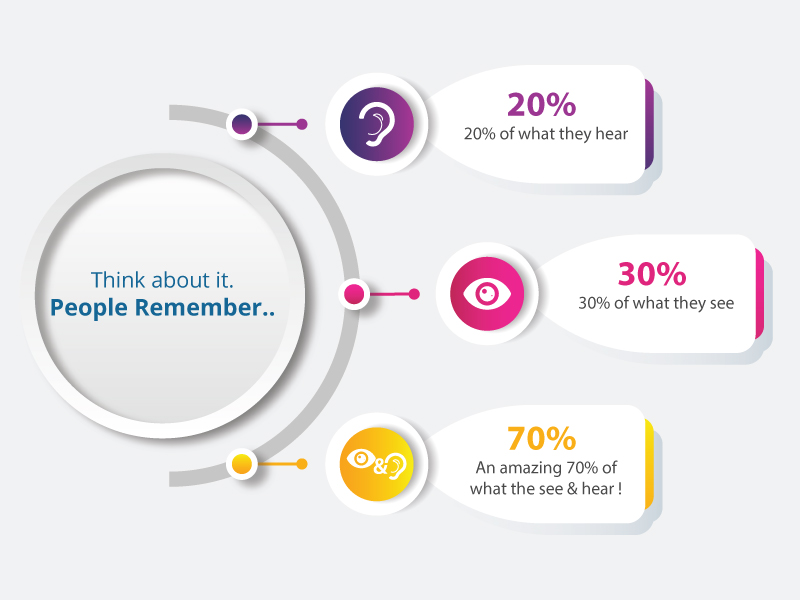 Think about it.
People Remember..
20%
20% of what they hear
30%
30% of what they see
&
70%
An amazing 70% of
what the see & hear !